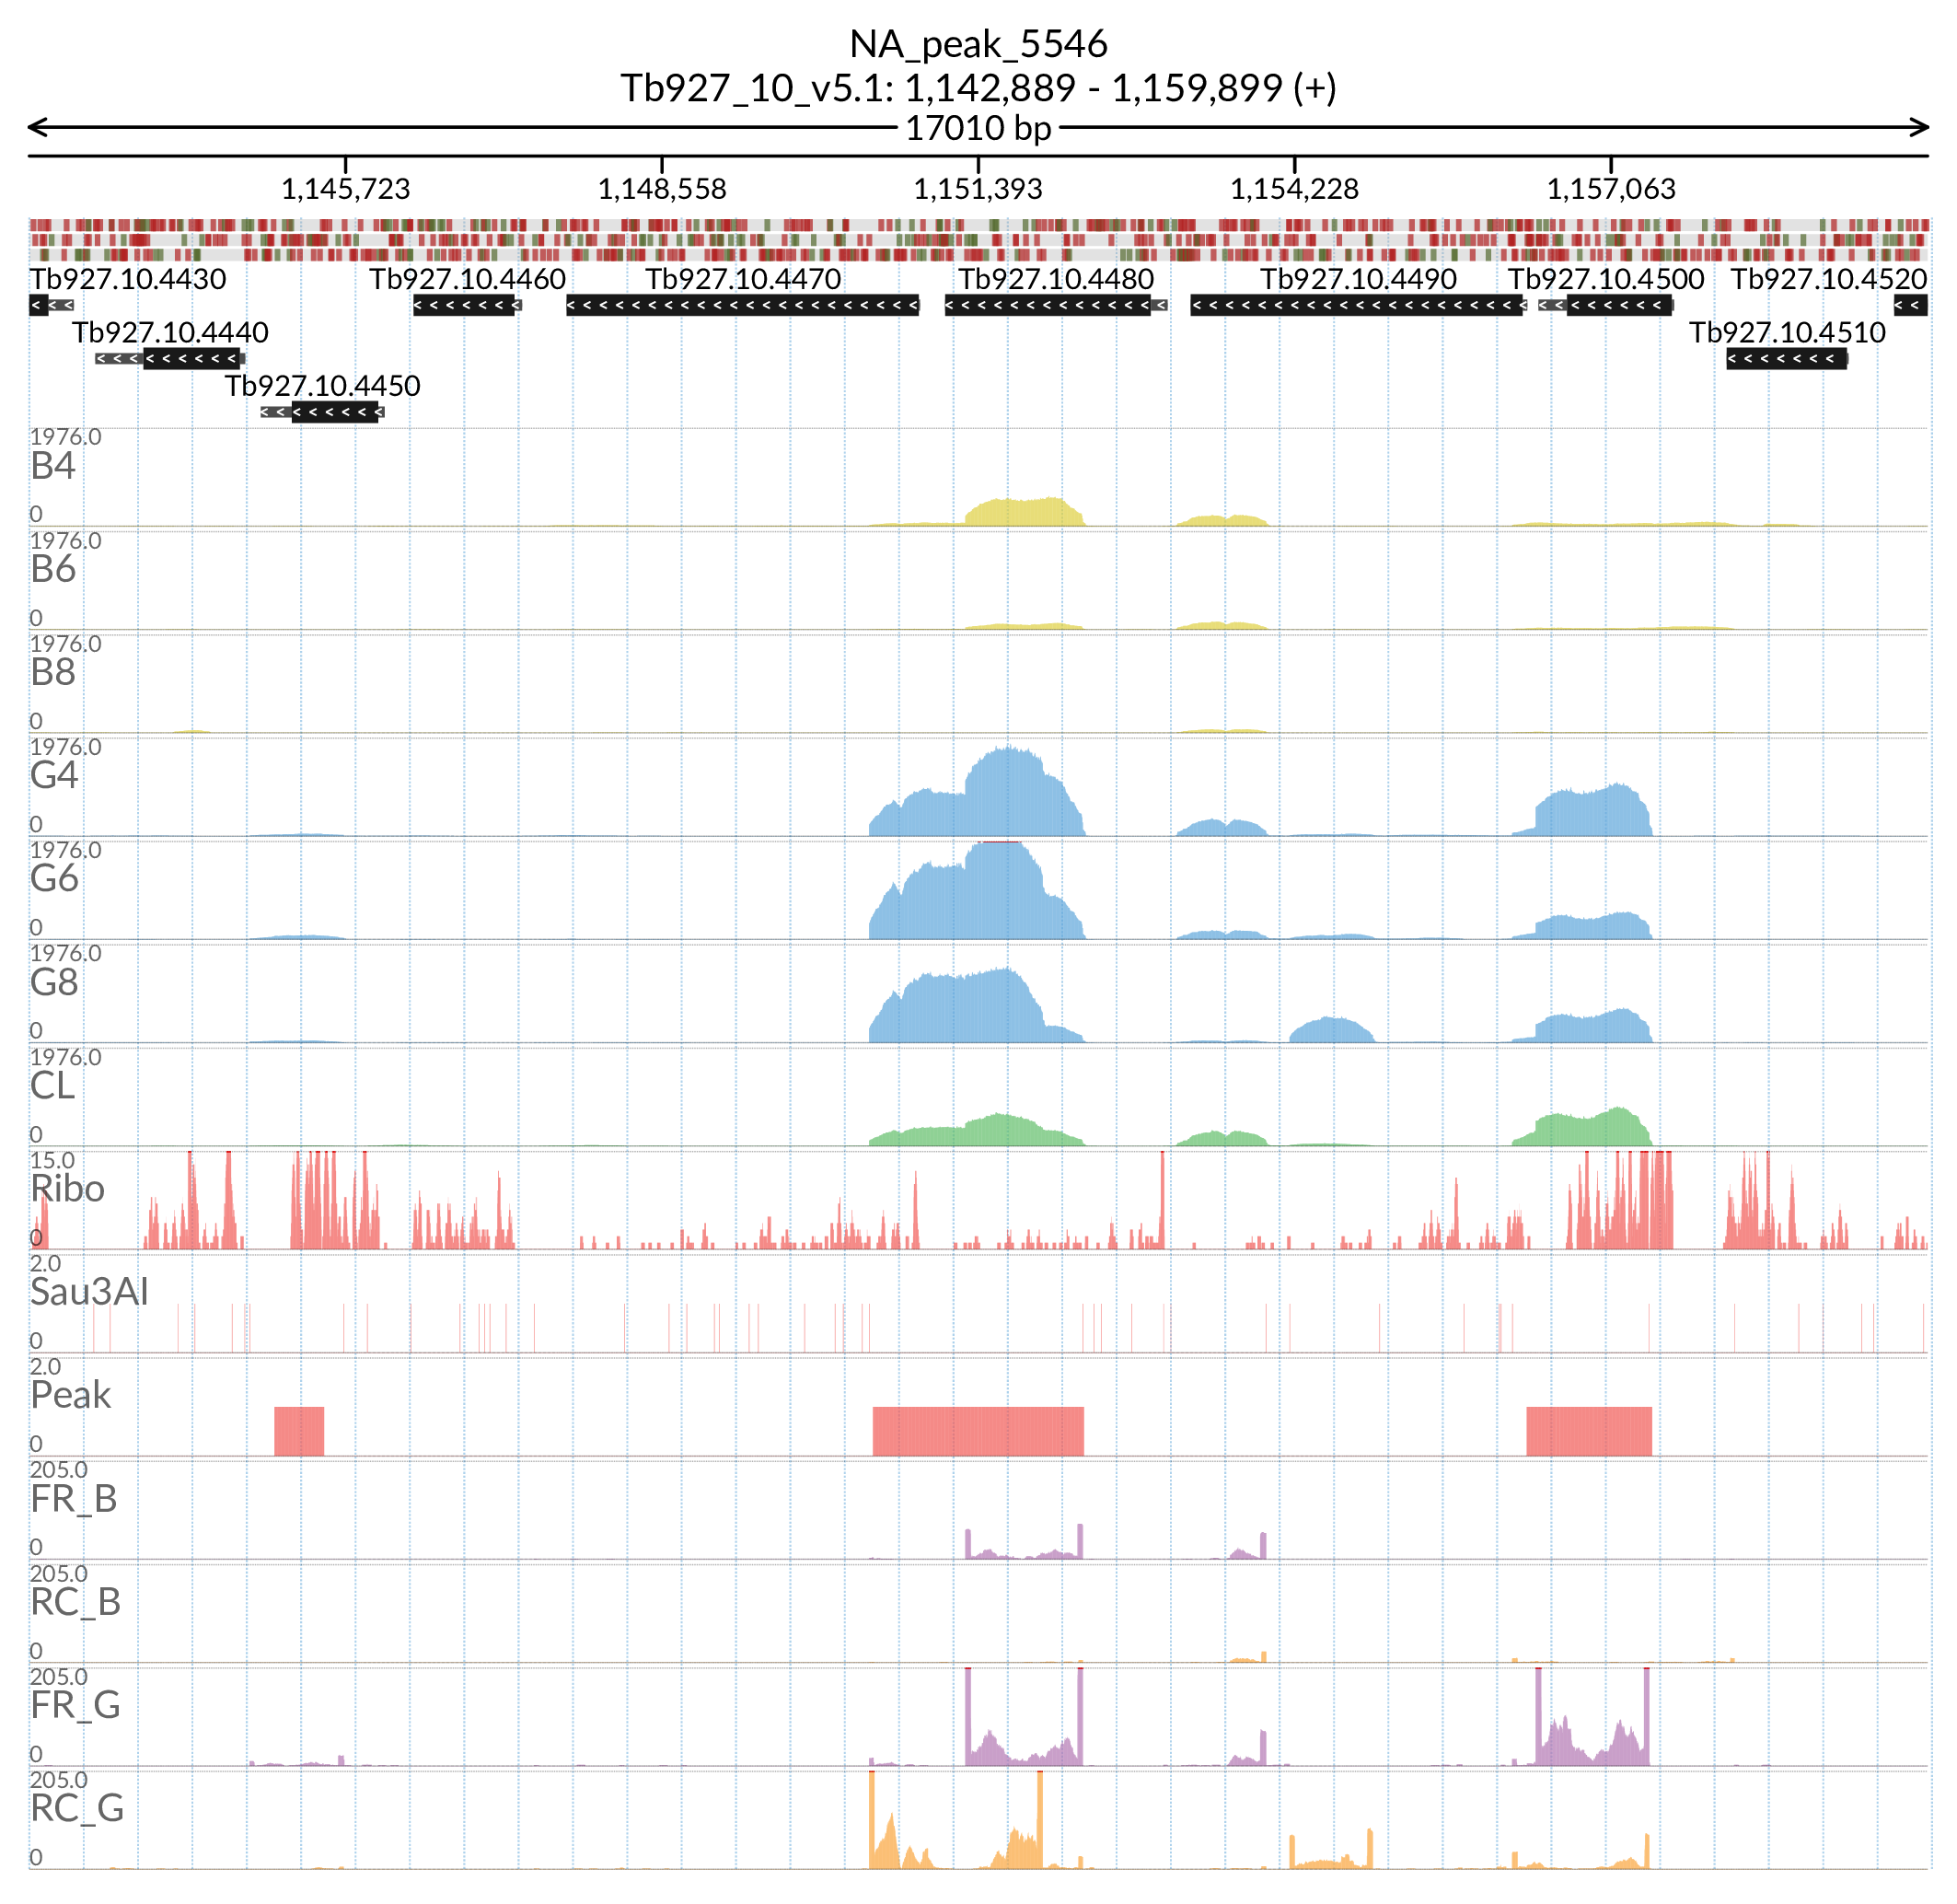 NA_peak_5546
Tb927_10_v5.1: 1,142,889 - 1,159,899 (+)
17010 bp
1,145,723 1,148,558 1,151,393 1,154,228 1,157,063
Tb927.10.4430 Tb927.10.4460 Tb927.10.4470 Tb927.10.4480 Tb927.10.4490 Tb927.10.4500 Tb927.10.4520
Tb927.10.4440 Tb927.10.4510
Tb927.10.4450
1976.0
B4
0
1976.0
B6
0
1976.0
B8
0
1976.0
G4
0
1976.0
G6
0
1976.0
G8
0
1976.0
CL
0
15.0
Ribo
0
2.0
Sau3AI
0
2.0
Peak
0
205.0
FR_B
0
205.0
RC_B
0
205.0
FR_G
0
205.0
RC_G
0